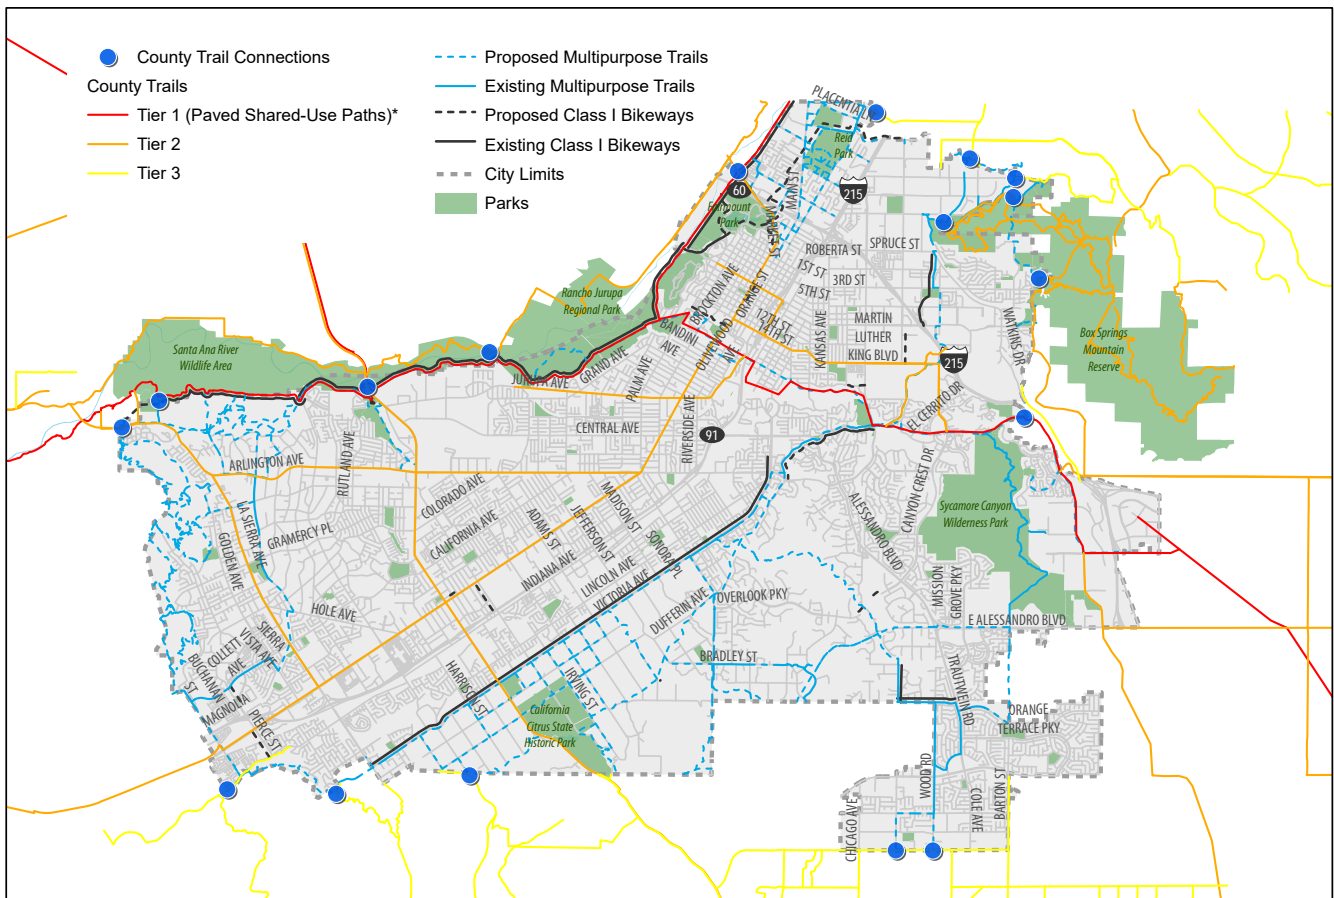 County Trail Connections
County Trails
Tier 1 (Paved Shared-Use Paths)*
Tier 2
Tier 3
Proposed Multipurpose Trails
Existing Multipurpose Trails
Proposed Class I Bikeways
Existing Class I Bikeways
City Limits
Parks
Reid
Park
MAIN ST
215
60
Fairmount
Park
ROBERTA ST
SPRUCE ST
1ST ST
3RD ST
5TH ST
BROCKTON AVE
ORANGE ST
12TH ST
14TH ST
KANSAS AVE
MARTIN
LUTHER
KING BLVD
WATKINS DR
215
Box Springs
Mountain
Reserve
Rancho Jurupa
Regional Park
Santa Ana River
Wildlife Area
BANDINI
AVE
OLIVEWOOD
AVE
GRAND AVE
PALM AVE
EL CERRITO DR
RIVERSIDE AVE
CENTRAL AVE
91
ARLINGTON AVE
RUTLAND AVE
COLORADO AVE
CALIFORNIA AVE
MADISON ST
ADAMS ST
JEFFERSON ST
SONORA PL
ALESSANDRO BLVD
CANYON CREST DR
Sycamore Canyon
Wilderness Park
LA SIERRA AVE
GOLDEN AVE
GRAMERCY PL
INDIANA AVE
LINCOLN AVE
VICTORIA AVE
DUFFERIN AVE
OVERLOOK PKY
MISSION
GROVE PKY
HOLE AVE
E ALESSANDRO BLVD
SIERRA
VISTA AVE
COLLETT
AVE
BUCHANAN
ST
MAGNOLIA
PIERCE ST
HARRISON ST
IRVING ST
BRADLEY ST
TRAUTWEIN RD
California
Citrus State
Historic Park
ORANGE
TERRACE PKY
WOOD RD
COLE AVE
BARTON ST
CHICAGO AVE